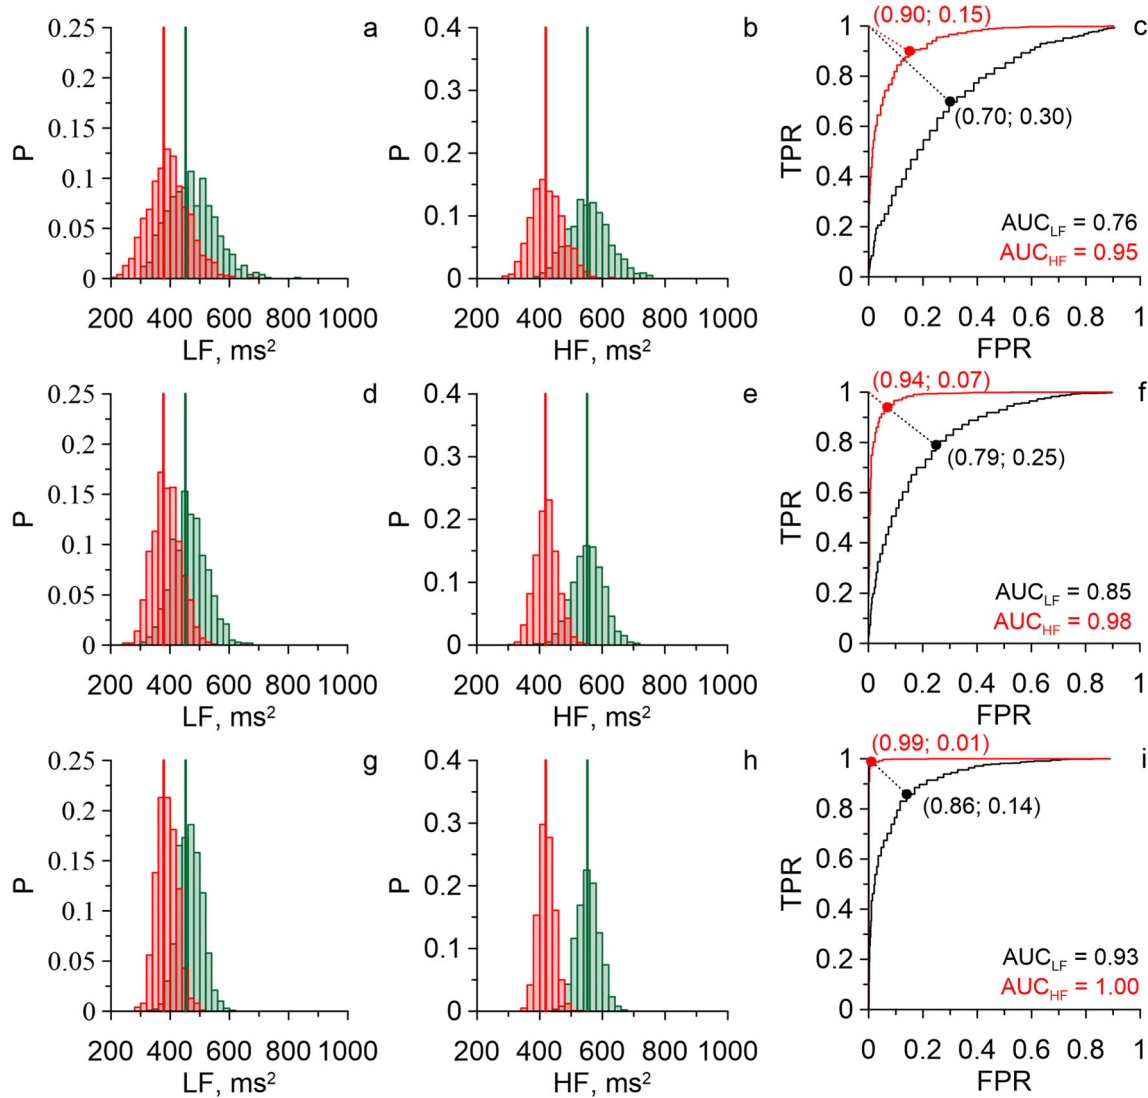 a
0.25
0.2
0.15
0.1
0.05
0
P
200 400 600 800 1000
LF, ms²
b
0.4
0.3
0.2
0.1
0
P
200 400 600 800 1000
HF, ms²
c
(0.90; 0.15)
(0.70; 0.30)
1
0.8
0.6
0.4
0.2
0
TPR
AUC_LF = 0.76
AUC_HF = 0.95
0 0.2 0.4 0.6 0.8 1
FPR
d
0.25
0.2
0.15
0.1
0.05
0
P
200 400 600 800 1000
LF, ms²
e
0.4
0.3
0.2
0.1
0
P
200 400 600 800 1000
HF, ms²
f
(0.94; 0.07)
(0.79; 0.25)
1
0.8
0.6
0.4
0.2
0
TPR
AUC_LF = 0.85
AUC_HF = 0.98
0 0.2 0.4 0.6 0.8 1
FPR
g
0.25
0.2
0.15
0.1
0.05
0
P
200 400 600 800 1000
LF, ms²
h
0.4
0.3
0.2
0.1
0
P
200 400 600 800 1000
HF, ms²
i
(0.99; 0.01)
(0.86; 0.14)
1
0.8
0.6
0.4
0.2
0
TPR
AUC_LF = 0.93
AUC_HF = 1.00
0 0.2 0.4 0.6 0.8 1
FPR